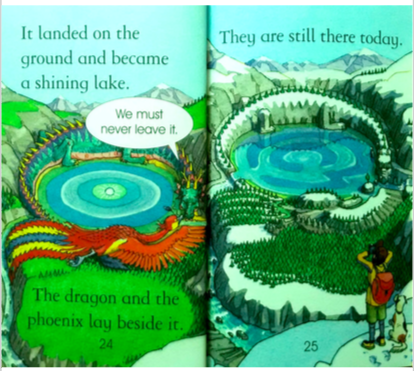 It landed on the
ground and became
a shining lake.
We must
never leave it.
The dragon and the
phoenix lay beside it.
24
They are still there today.
25